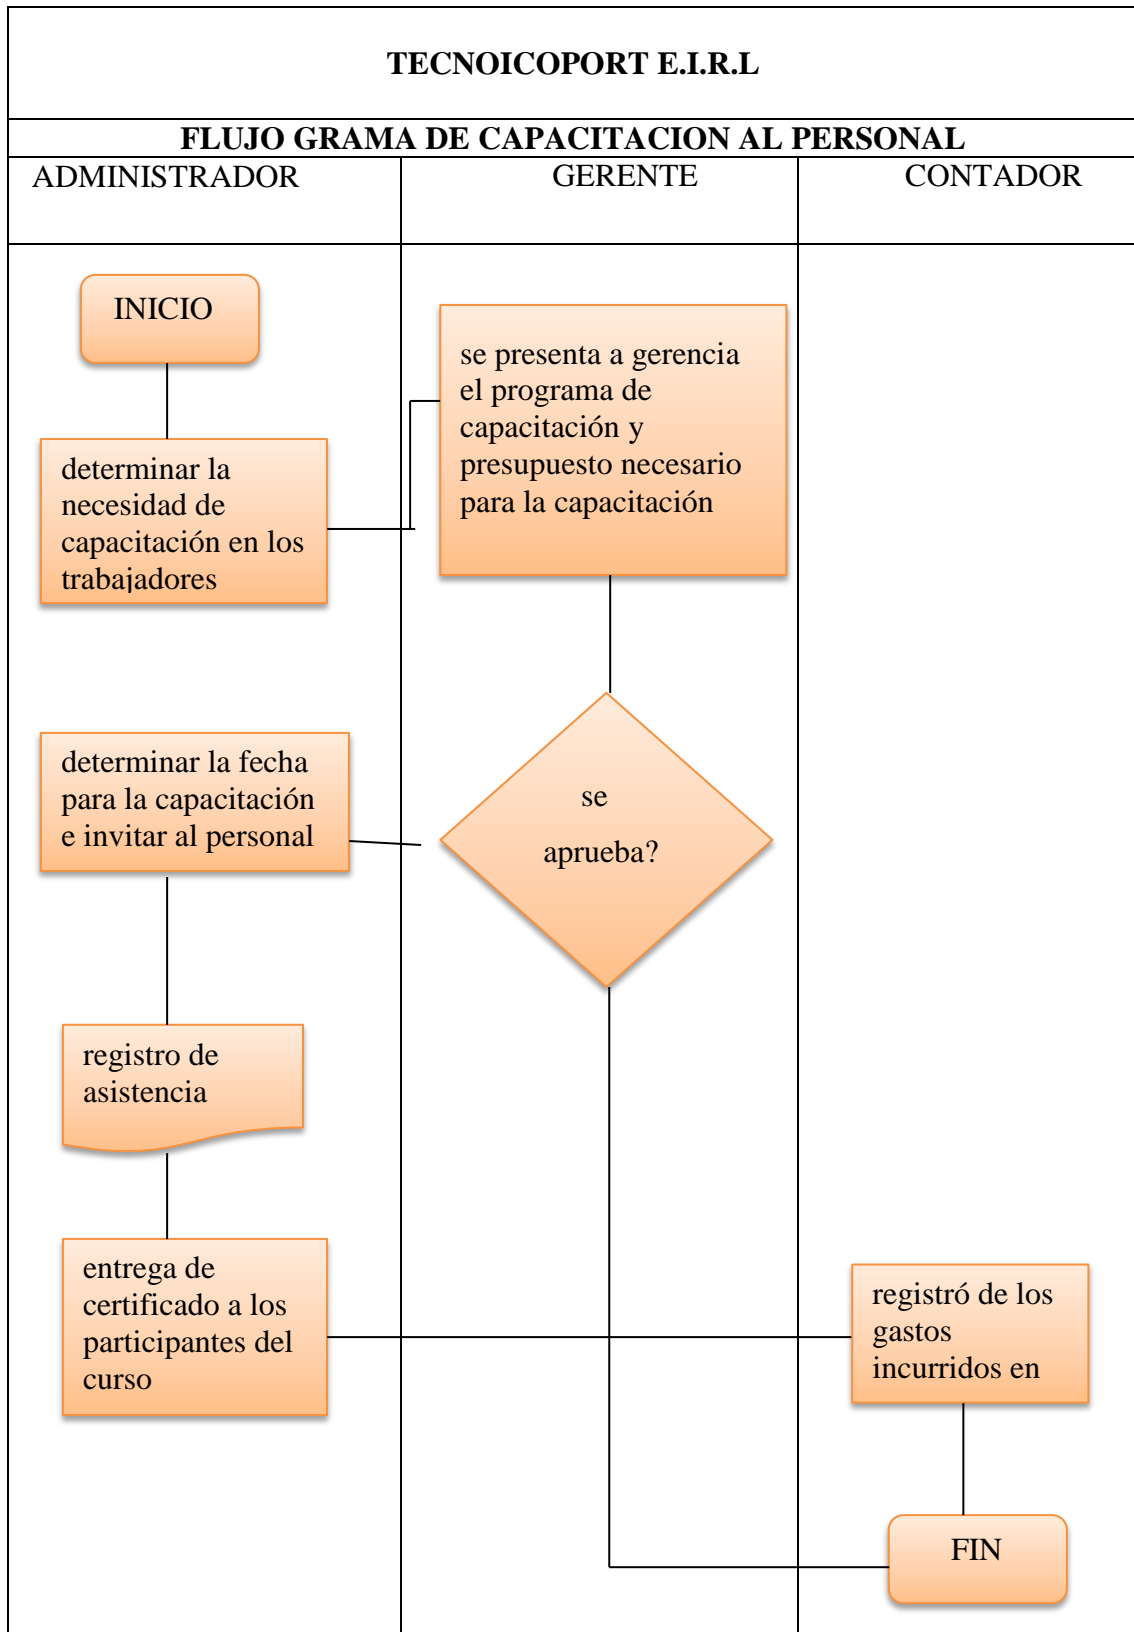 TECNOICOPORT E.I.R.L
FLUJO GRAMA DE CAPACITACION AL PERSONAL
ADMINISTRADOR
GERENTE
CONTADOR
INICIO
se presenta a gerencia
el programa de
capacitación y
presupuesto necesario
para la capacitación
determinar la
necesidad de
capacitación en los
trabajadores
se
aprueba?
determinar la fecha
para la capacitación
e invitar al personal
registro de
asistencia
entrega de
certificado a los
participantes del
curso
registró de los
gastos
incurridos en
FIN